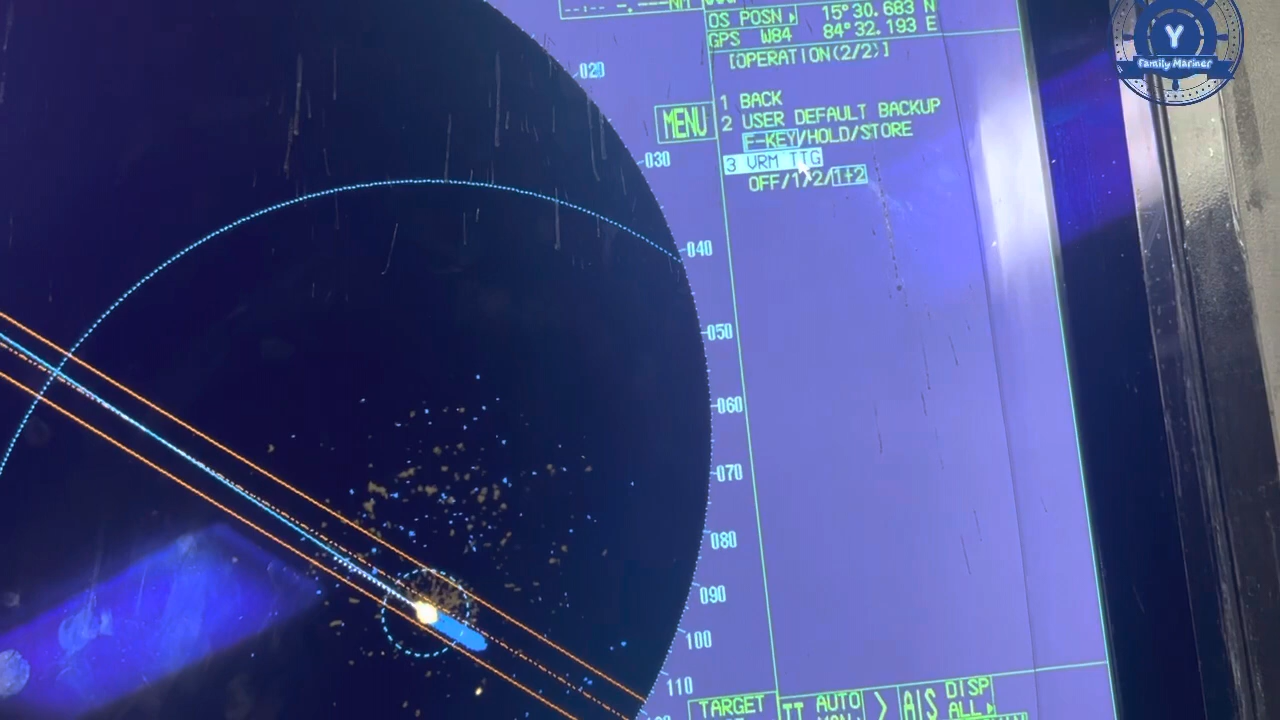 NM
OS POSN 15°30.683 N
GPS W84 84°32.193 E
[OPERATION(2/2)]
1 BACK
MENU
2 USER DEFAULT BACKUP
F-KEY/HOLD/STORE
3 VRM TTG
OFF/1/2/1+2
020
030
040
050
060
070
080
090
100
110
TARGET
TT AUTO
> AIS DISP
ALL
Y
Family Mariner